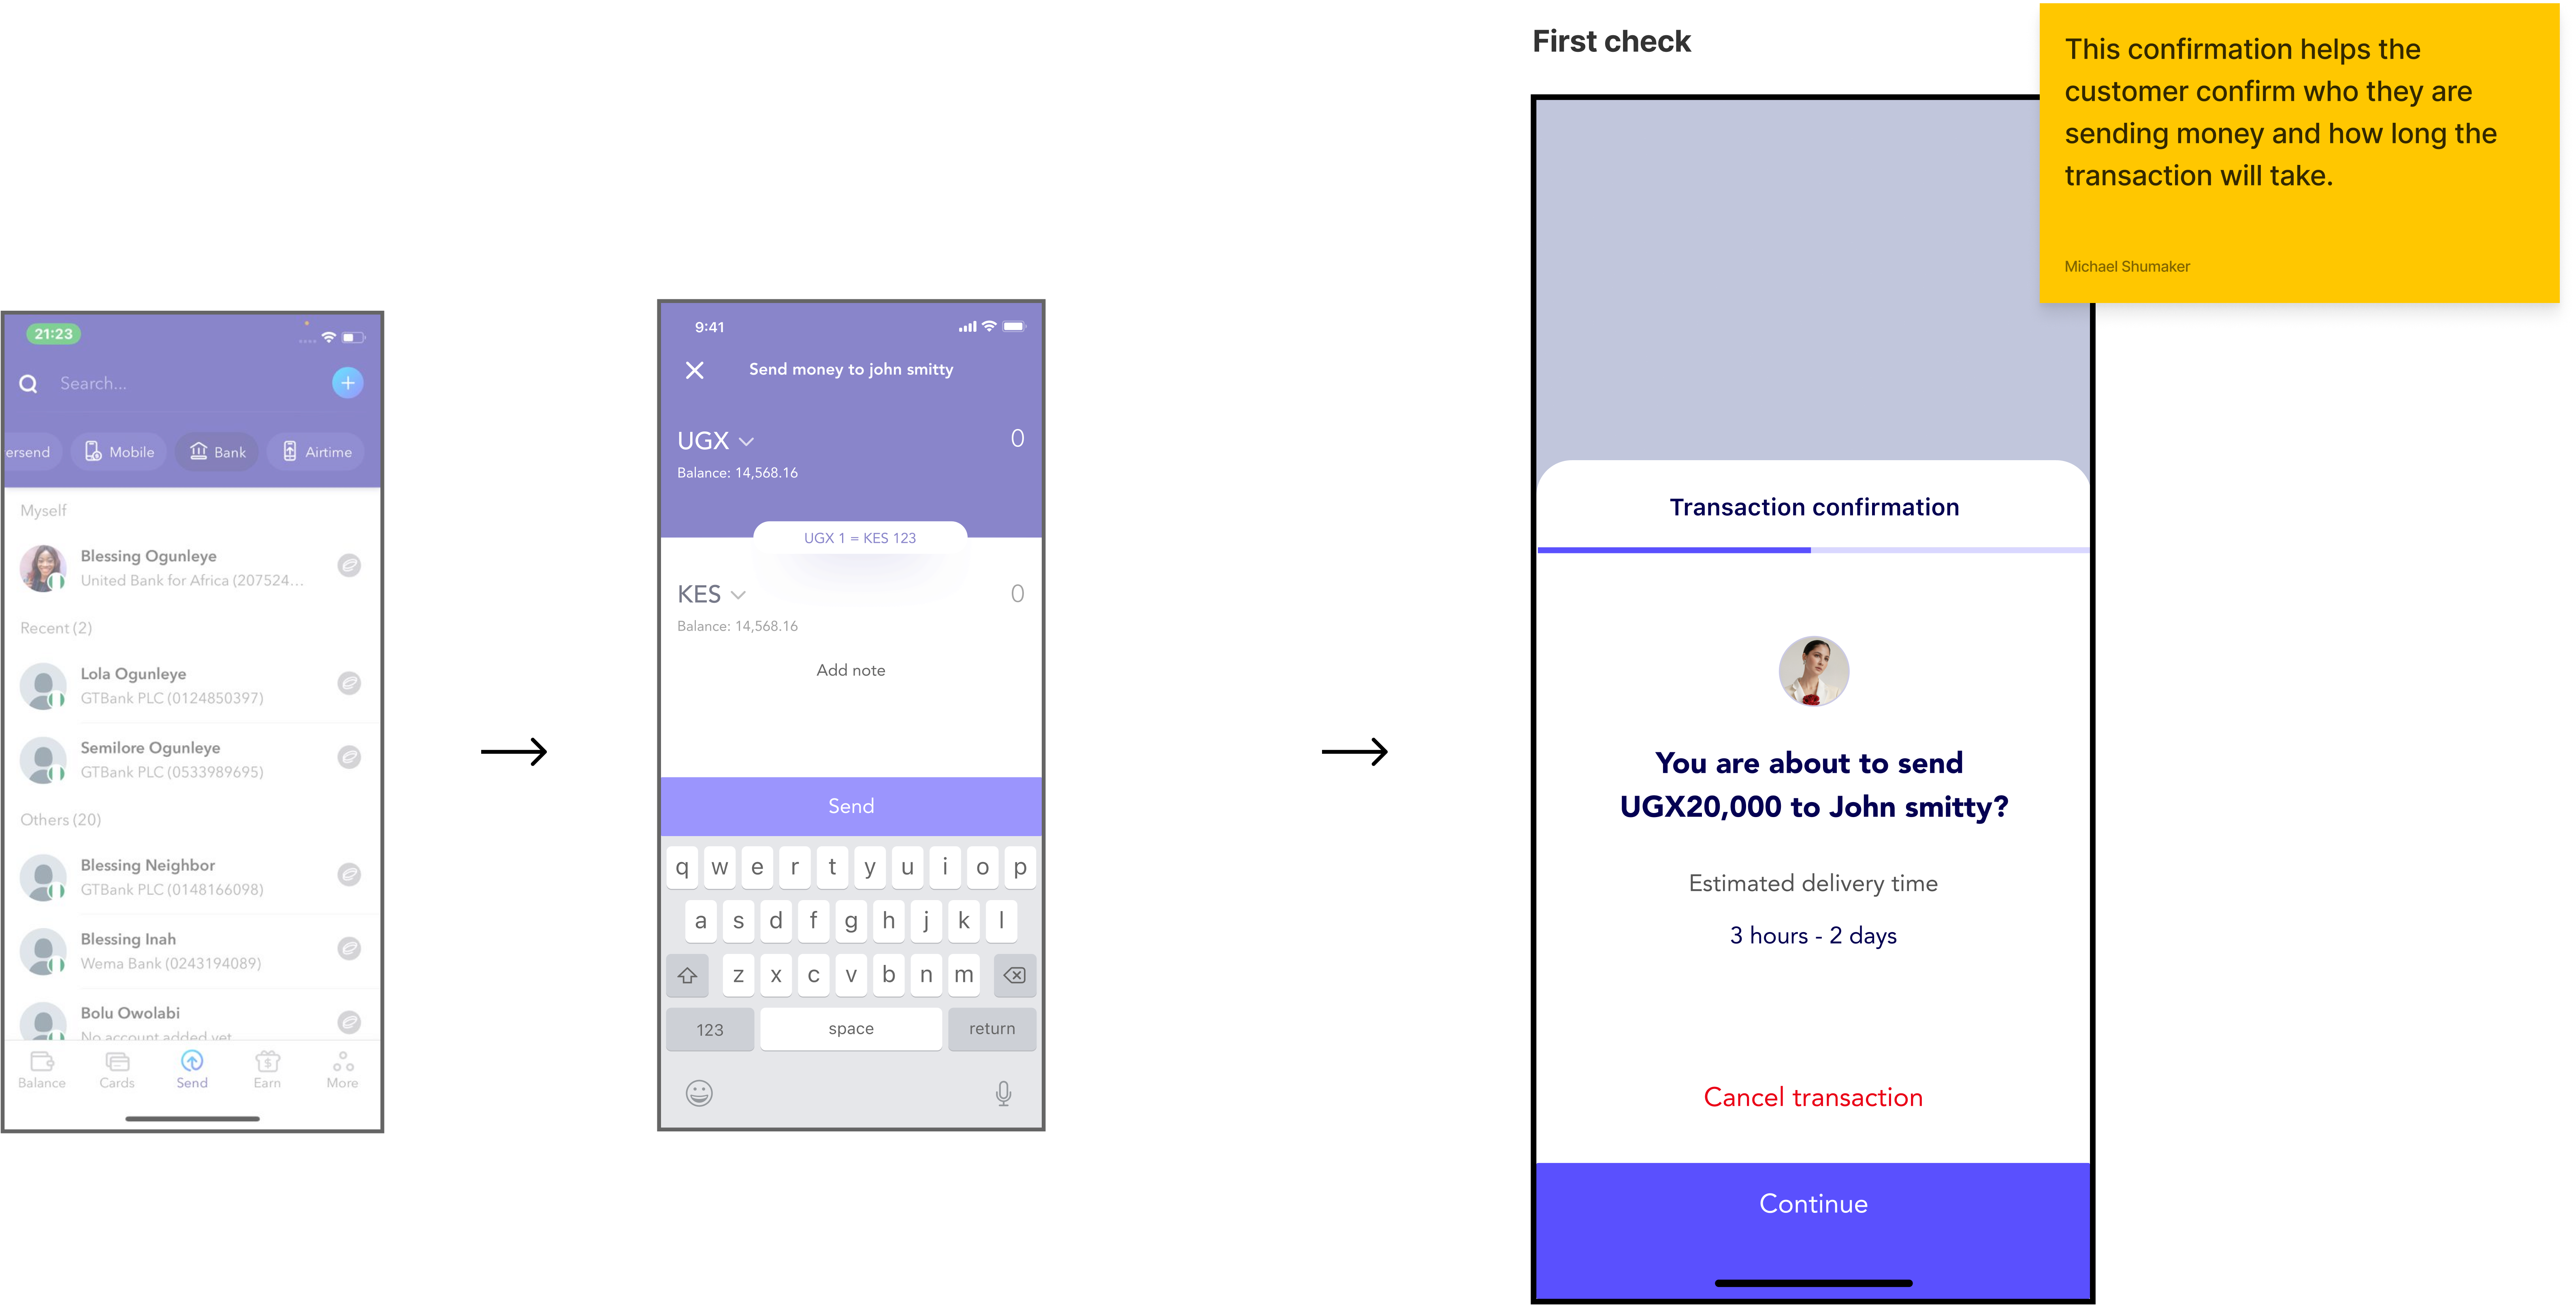 First check
This confirmation helps the
customer confirm who they are
sending money and how long the
transaction will take.
Michael Shumaker
21:23
Search...
ersend
Mobile
Bank
Airtime
Myself
Blessing Ogunleye
United Bank for Africa (207524...
Recent (2)
Lola Ogunleye
GTBank PLC (0124850397)
Semilore Ogunleye
GTBank PLC (0533989695)
Others (20)
Blessing Neighbor
GTBank PLC (0148166098)
Blessing Inah
Wema Bank (0243194089)
Bolu Owolabi
No account added yet
Balance
Cards
Send
Earn
More
9:41
Send money to john smitty
UGX
0
Balance: 14,568.16
UGX 1 = KES 123
KES
0
Balance: 14,568.16
Add note
Send
q w e r t y u i o p
a s d f g h j k l
z x c v b n m
123
space
return
Transaction confirmation
You are about to send
UGX20,000 to John smitty?
Estimated delivery time
3 hours - 2 days
Cancel transaction
Continue